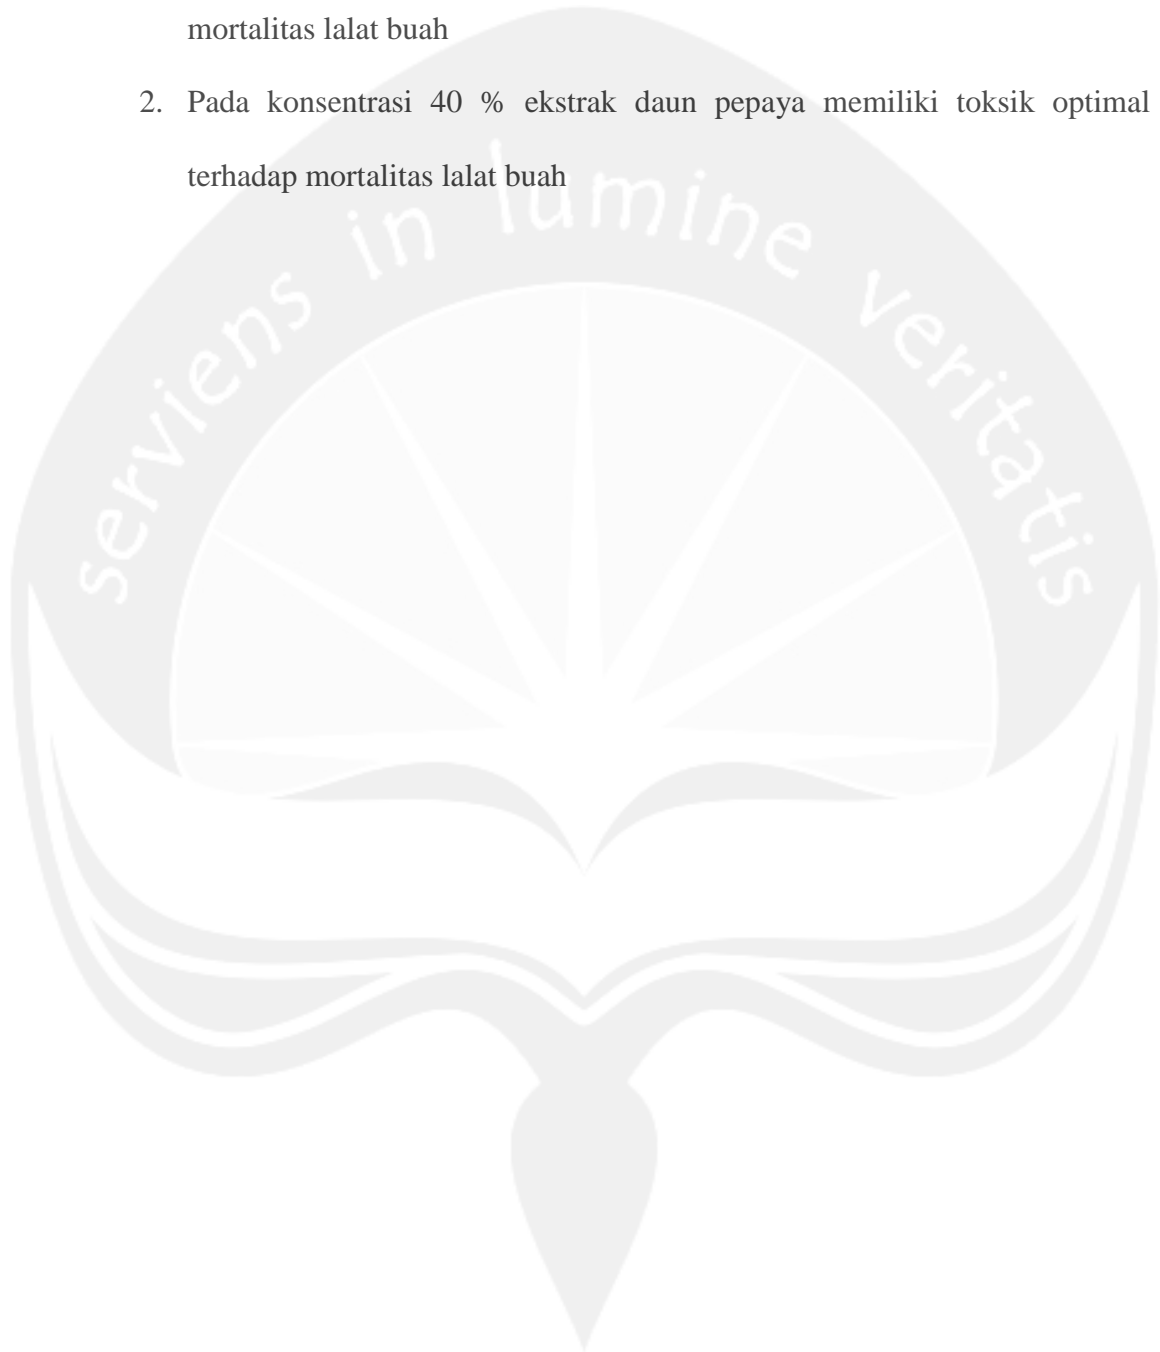 mortalitas lalat buah
2. Pada konsentrasi 40 % ekstrak daun pepaya memiliki toksik optimal
terhadap mortalitas lalat buah
serviens in lumine veritatis